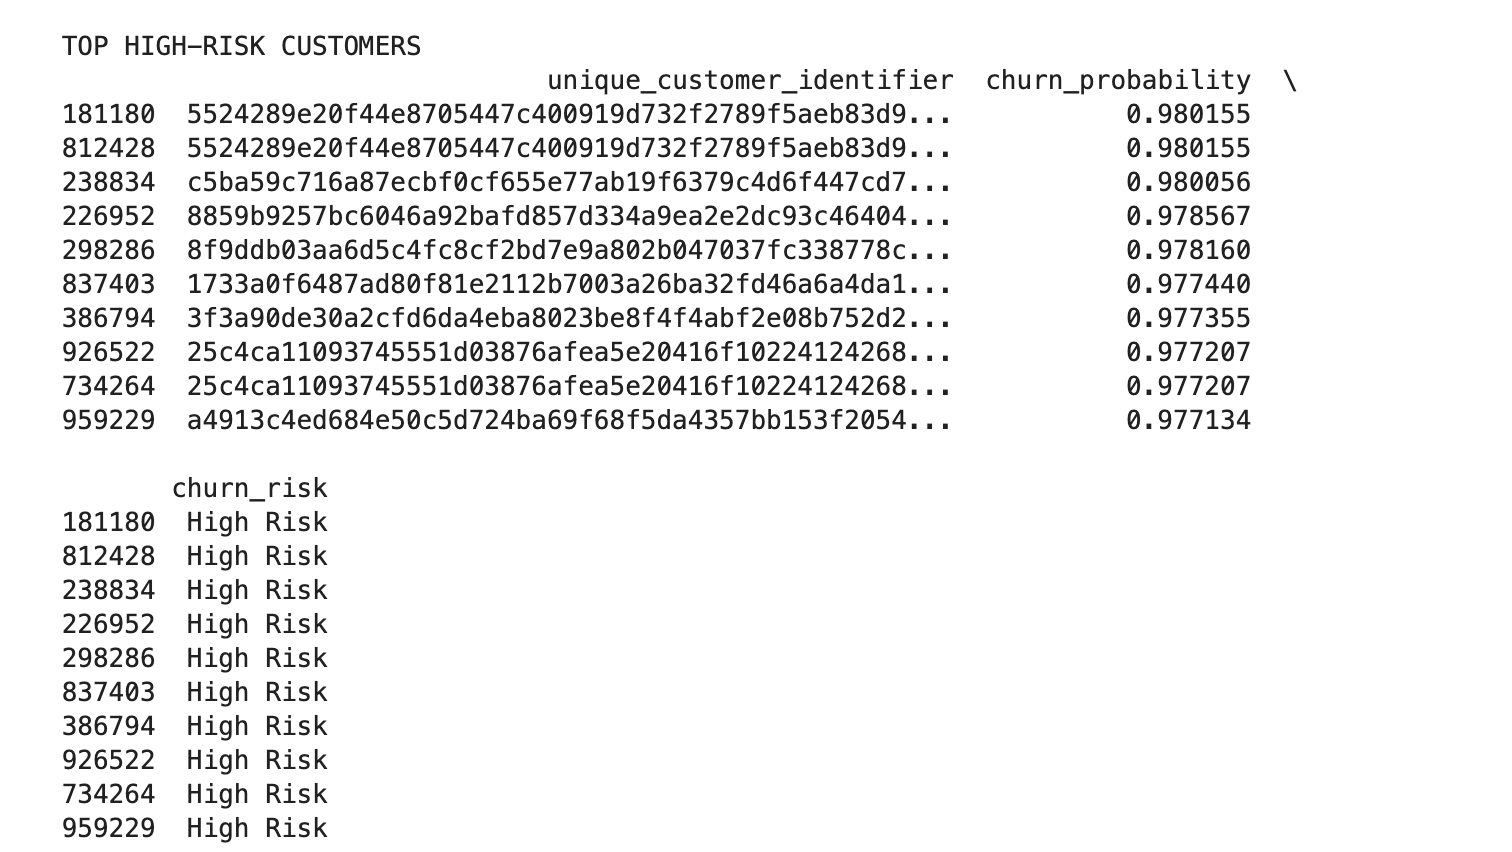 TOP HIGH-RISK CUSTOMERS
unique_customer_identifier churn_probability \
181180 5524289e20f44e8705447c400919d732f2789f5aeb83d9... 0.980155
812428 5524289e20f44e8705447c400919d732f2789f5aeb83d9... 0.980155
238834 c5ba59c716a87ecbf0cf655e77ab19f6379c4d6f447cd7... 0.980056
226952 8859b9257bc6046a92bafd857d334a9ea2e2dc93c46404... 0.978567
298286 8f9ddb03aa6d5c4fc8cf2bd7e9a802b047037fc338778c... 0.978160
837403 1733a0f6487ad80f81e2112b7003a26ba32fd46a6a4da1... 0.977440
386794 3f3a90de30a2cfd6da4eba8023be8f4f4abf2e08b752d2... 0.977355
926522 25c4ca11093745551d03876afea5e20416f10224124268... 0.977207
734264 25c4ca11093745551d03876afea5e20416f10224124268... 0.977207
959229 a4913c4ed684e50c5d724ba69f68f5da4357bb153f2054... 0.977134
churn_risk
181180 High Risk
812428 High Risk
238834 High Risk
226952 High Risk
298286 High Risk
837403 High Risk
386794 High Risk
926522 High Risk
734264 High Risk
959229 High Risk